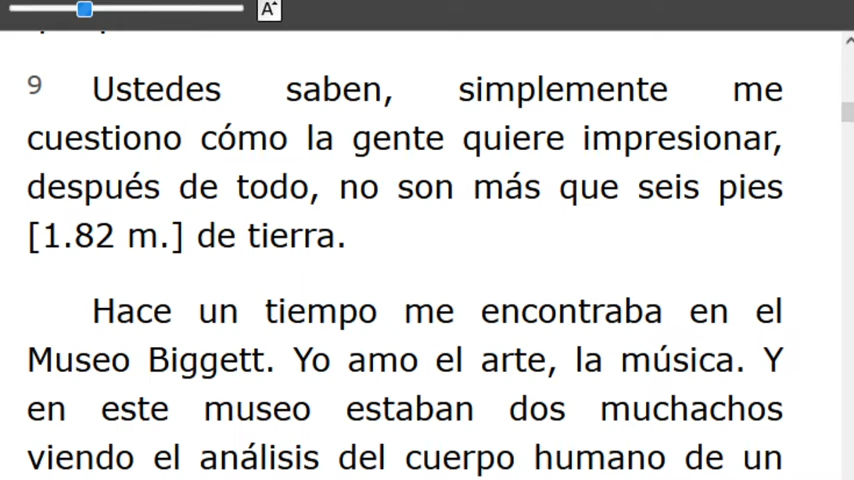 A
9 Ustedes saben, simplemente me
cuestiono cómo la gente quiere impresionar,
después de todo, no son más que seis pies
[1.82 m.] de tierra.
Hace un tiempo me encontraba en el
Museo Biggett. Yo amo el arte, la música. Y
en este museo estaban dos muchachos
viendo el análisis del cuerpo humano de un